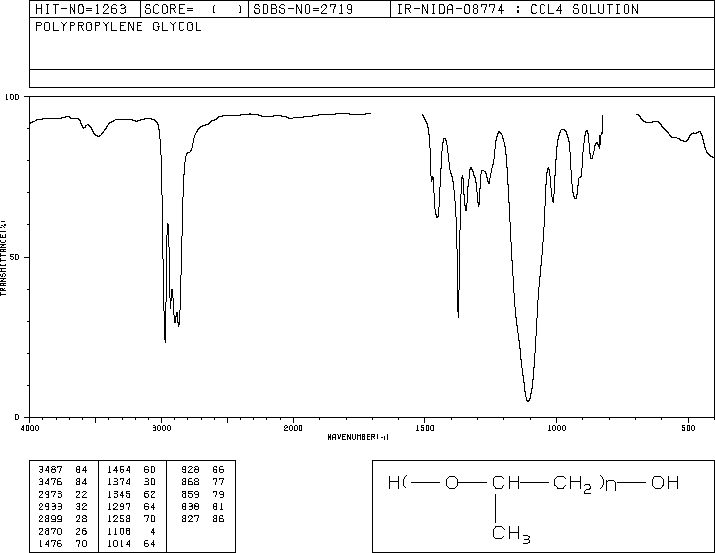 HIT-NO=1263 SCORE= ( ) SDBS-NO=2719 IR-NIDA-08774 : CCL4 SOLUTION
POLYPROPYLENE GLYCOL
100
50
0
TRANSMITTANCE(%)
4000 3000 2000 1500 1000 500
WAVENUMBER(-1)
3487 84 1464 60 928 66
3476 84 1374 30 868 77
2973 22 1345 62 859 79
2933 32 1297 64 838 81
2899 28 1258 70 827 86
2870 26 1108 4
1476 70 1014 64
H(—O—CH—CH2)n—OH
CH3